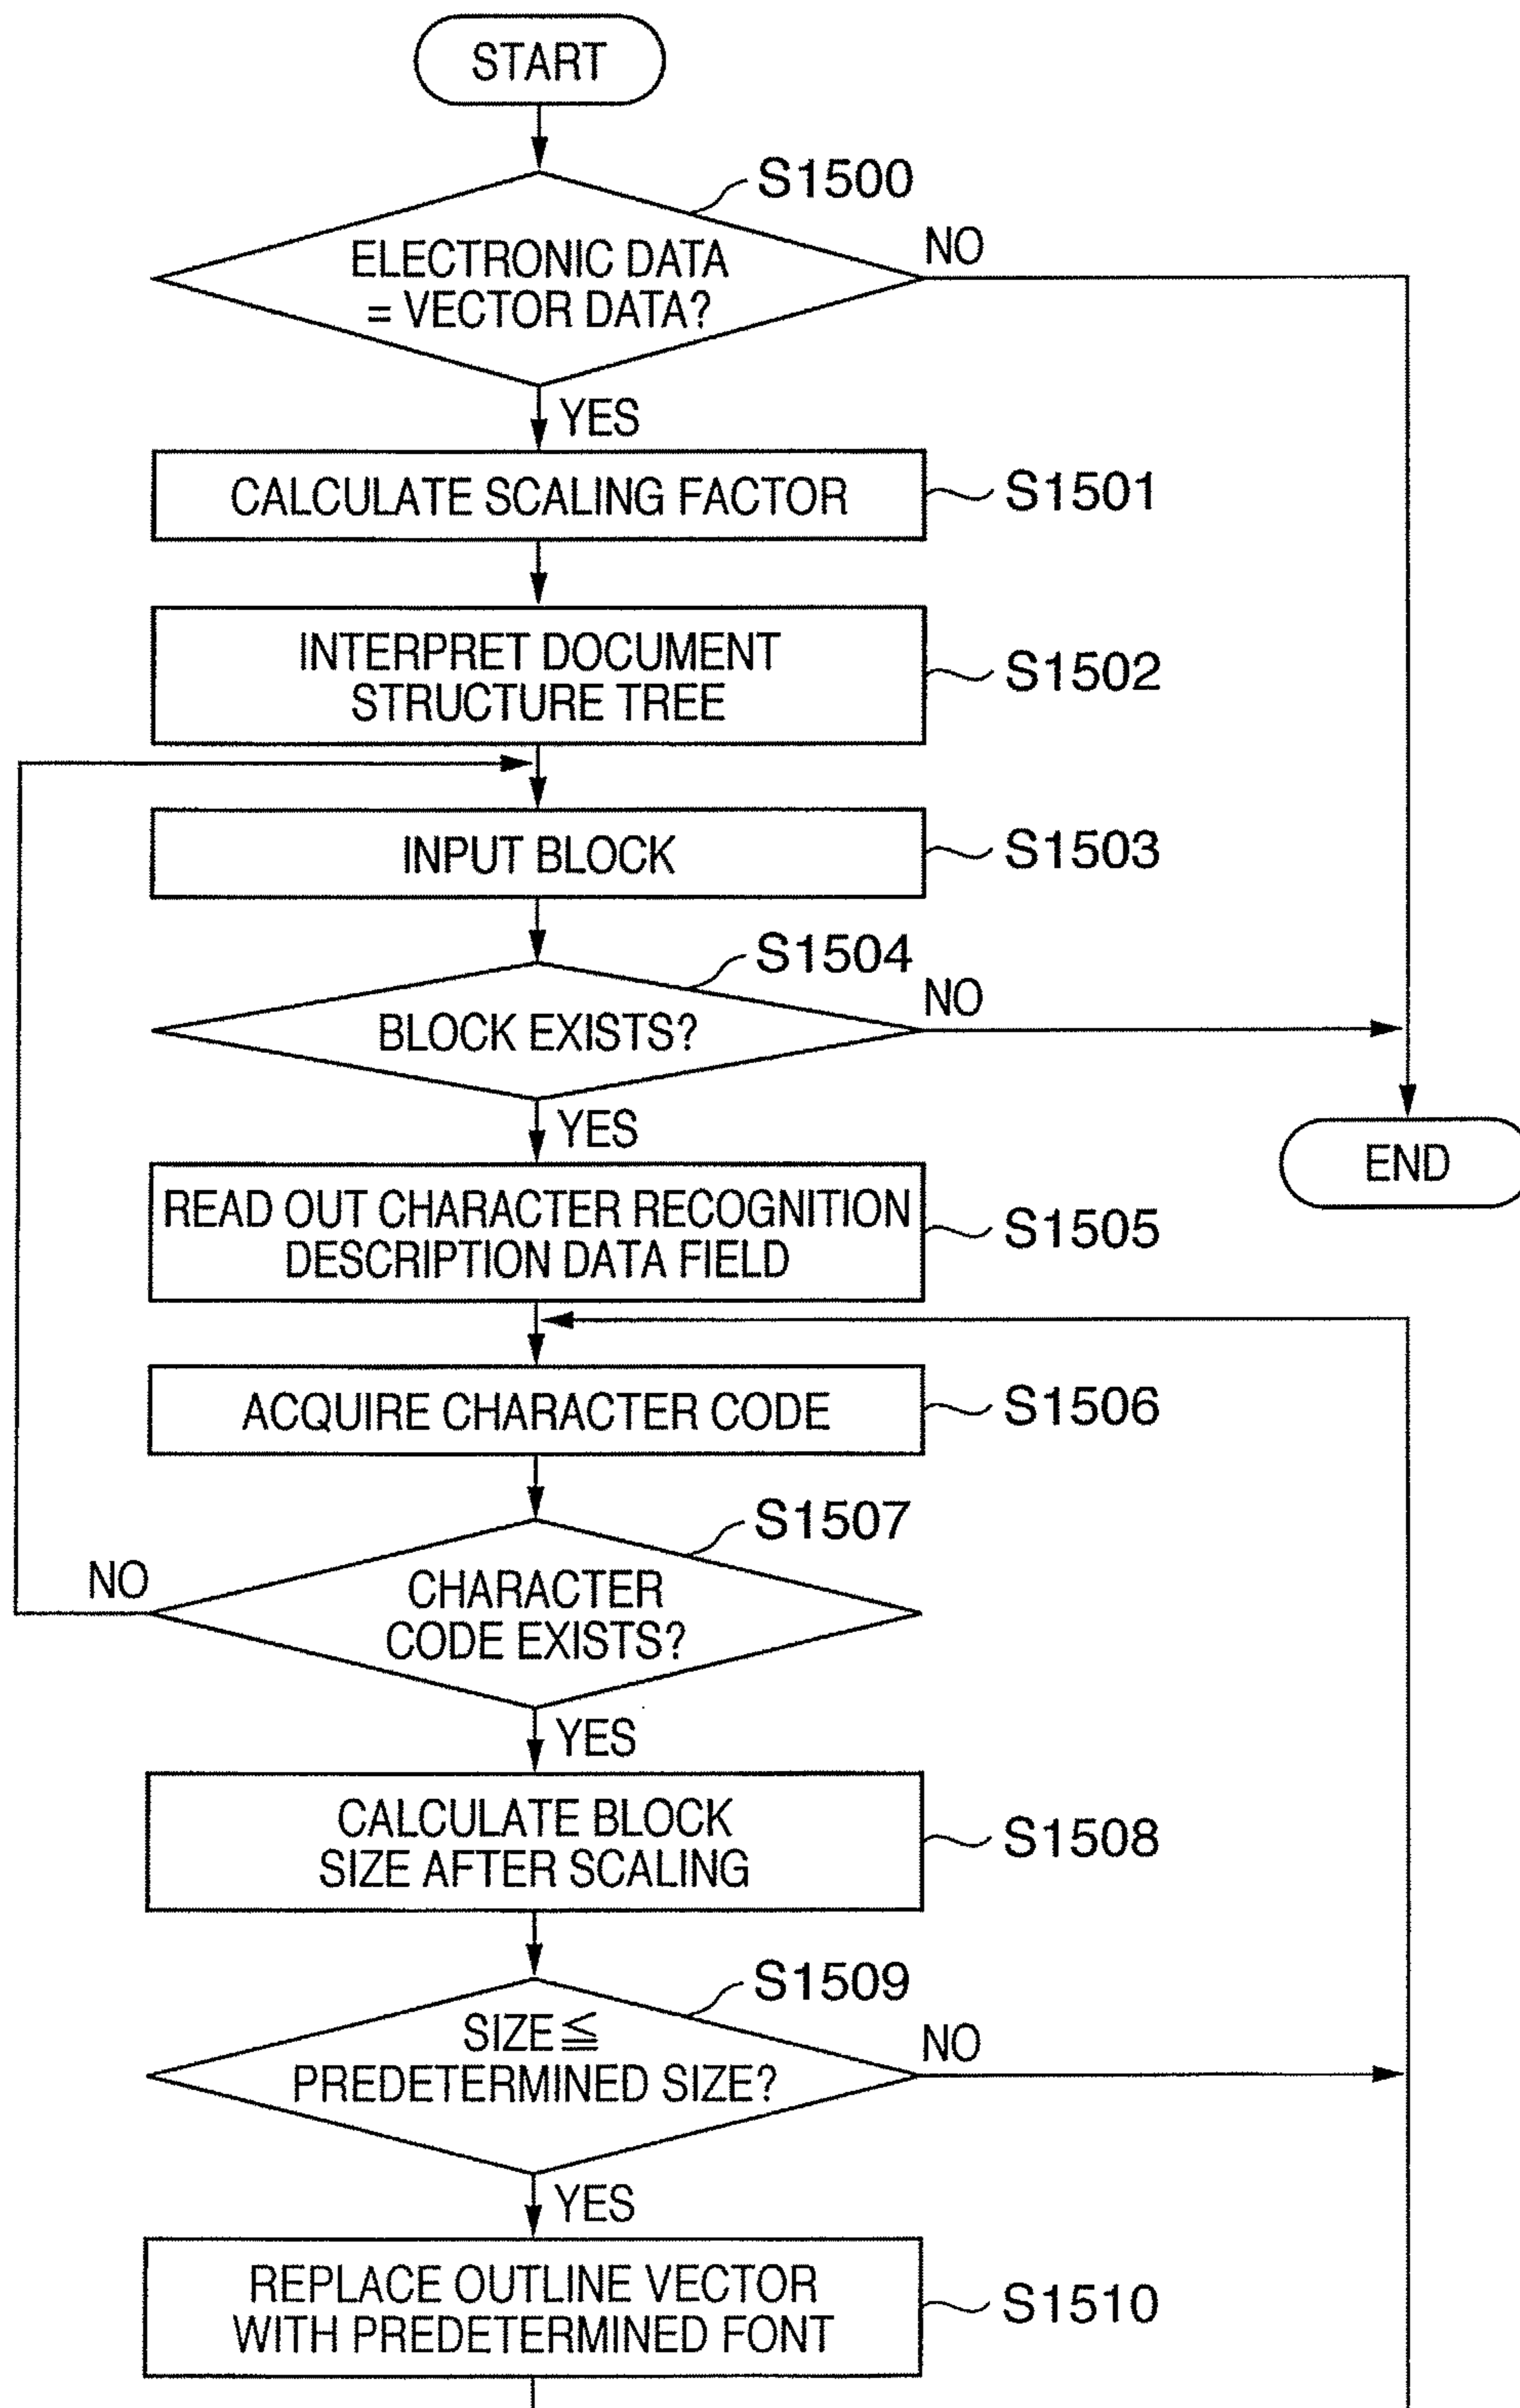 START
S1500
ELECTRONIC DATA
= VECTOR DATA?
NO
YES
CALCULATE SCALING FACTOR
S1501
INTERPRET DOCUMENT
STRUCTURE TREE
S1502
INPUT BLOCK
S1503
S1504
BLOCK EXISTS?
NO
YES
END
READ OUT CHARACTER RECOGNITION
DESCRIPTION DATA FIELD
S1505
ACQUIRE CHARACTER CODE
S1506
S1507
CHARACTER
CODE EXISTS?
NO
YES
CALCULATE BLOCK
SIZE AFTER SCALING
S1508
S1509
SIZE ≦
PREDETERMINED SIZE?
NO
YES
REPLACE OUTLINE VECTOR
WITH PREDETERMINED FONT
S1510